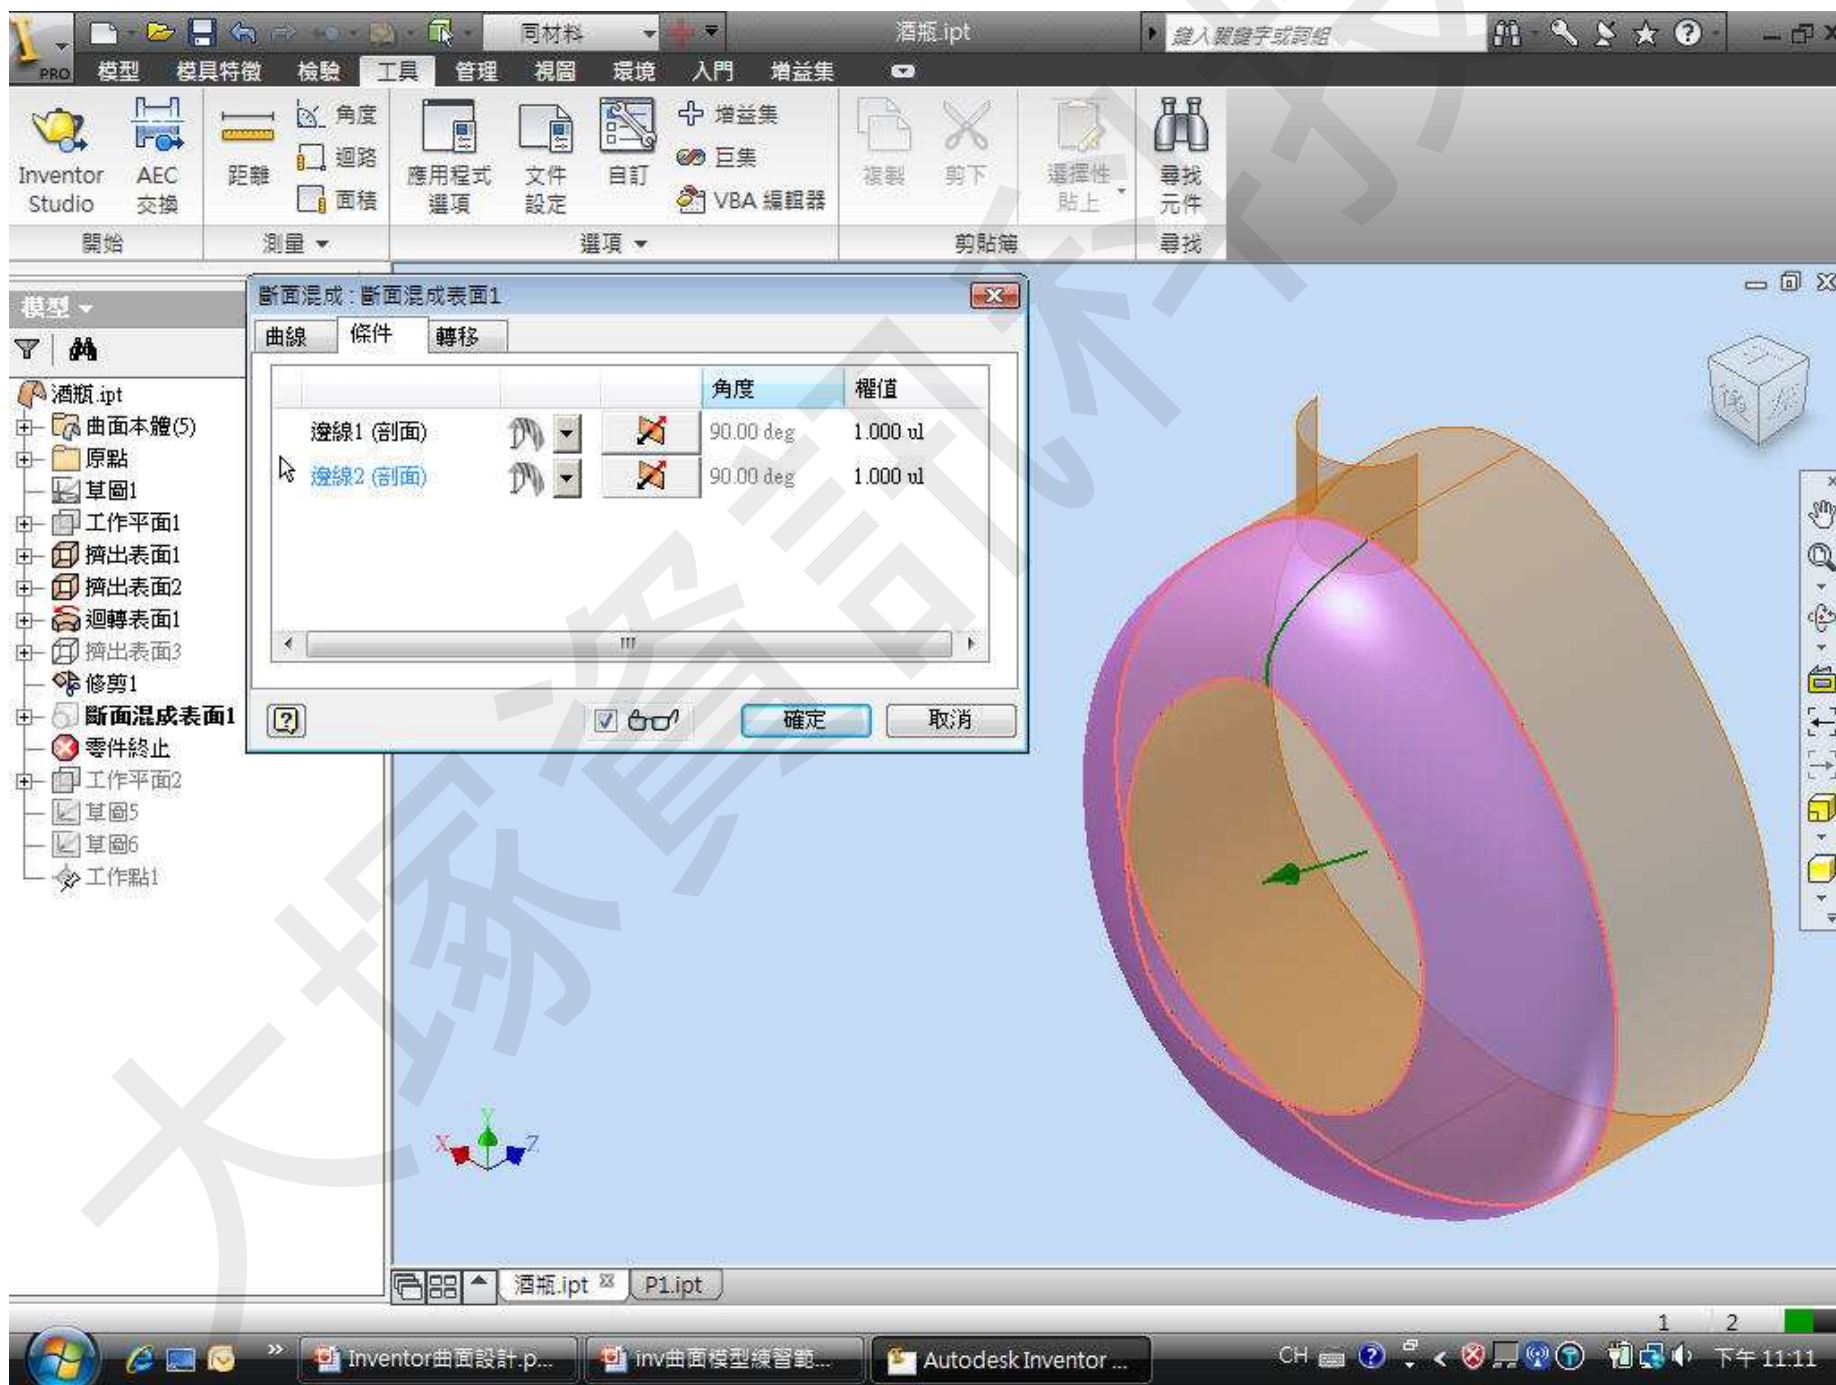 同材料
酒瓶.ipt
鍵入關鍵字或詞組
PRO
模型 模具特徵 檢驗 工具 管理 視圖 環境 入門 增益集
Inventor Studio
AEC 交換
距離
角度
迴路
面積
應用程式選項
文件設定
自訂
增益集
巨集
VBA 編輯器
複製
剪下
選擇性貼上
尋找元件
開始
測量
選項
剪貼簿
尋找
模型
酒瓶.ipt
曲面本體(5)
原點
草圖1
工作平面1
擠出表面1
擠出表面2
迴轉表面1
擠出表面3
修剪1
斷面混成表面1
零件終止
工作平面2
草圖5
草圖6
工作點1
斷面混成 : 斷面混成表面1
曲線 條件 轉移
角度 權值
邊線1 (剖面) 90.00 deg 1.000 ul
邊線2 (剖面) 90.00 deg 1.000 ul
確定
取消
Y
X
Z
酒瓶.ipt
P1.ipt
1 2
Inventor曲面設計.p...
inv曲面模型練習範...
Autodesk Inventor ...
CH
下午 11:11
大塚資訊科技